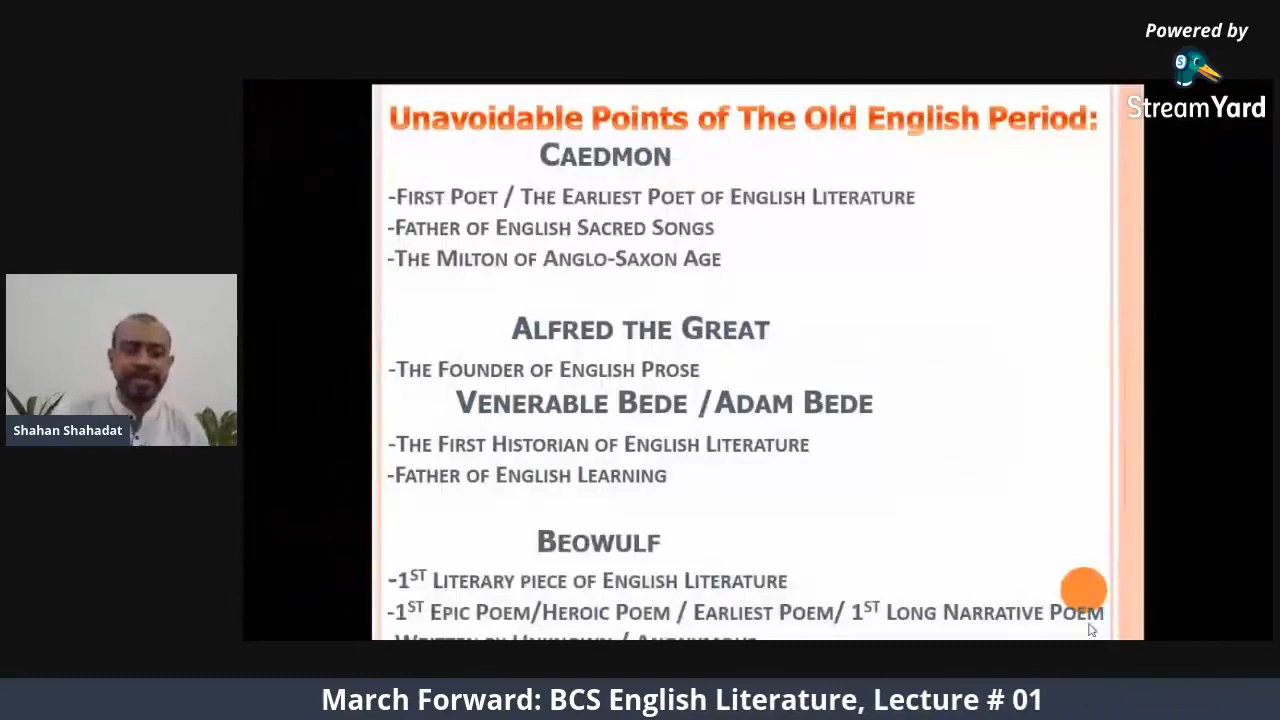 Powered by
StreamYard
Unavoidable Points of The Old English Period:
CAEDMON
-FIRST POET / THE EARLIEST POET OF ENGLISH LITERATURE
-FATHER OF ENGLISH SACRED SONGS
-THE MILTON OF ANGLO-SAXON AGE
ALFRED THE GREAT
-THE FOUNDER OF ENGLISH PROSE
VENERABLE BEDE /ADAM BEDE
-THE FIRST HISTORIAN OF ENGLISH LITERATURE
-FATHER OF ENGLISH LEARNING
Shahan Shahadat
BEOWULF
-1ST LITERARY PIECE OF ENGLISH LITERATURE
-1ST EPIC POEM/HEROIC POEM / EARLIEST POEM/ 1ST LONG NARRATIVE POEM
March Forward: BCS English Literature, Lecture # 01